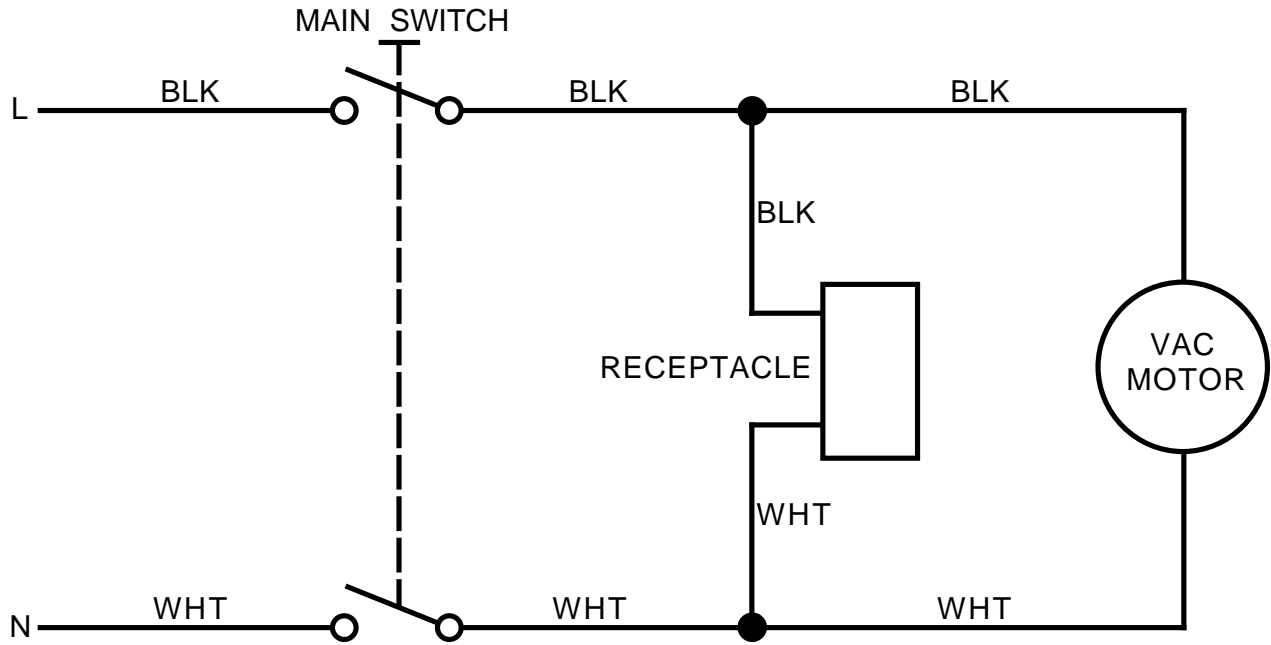 MAIN SWITCH
L
BLK
BLK
BLK
BLK
RECEPTACLE
VAC
MOTOR
WHT
N
WHT
WHT
WHT